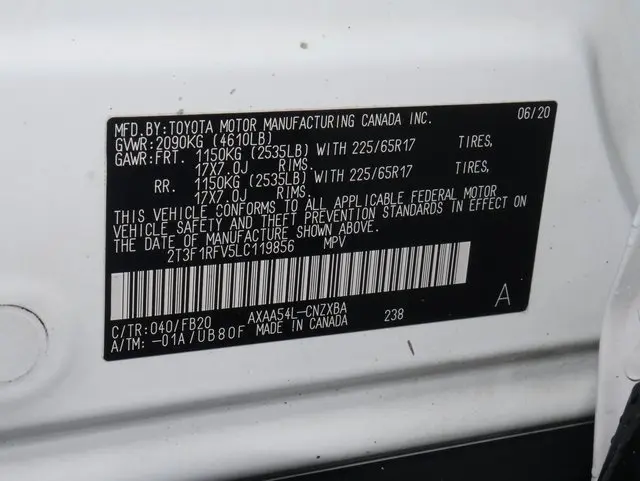 MFD.BY:TOYOTA MOTOR MANUFACTURING CANADA INC. 06/20
GVWR:2090KG (4610LB)
GAWR:FRT. 1150KG (2535LB) WITH 225/65R17 TIRES,
17X7.0J RIMS.
RR. 1150KG (2535LB) WITH 225/65R17 TIRES,
17X7.0J RIMS.
THIS VEHICLE CONFORMS TO ALL APPLICABLE FEDERAL MOTOR
VEHICLE SAFETY AND THEFT PREVENTION STANDARDS IN EFFECT ON
THE DATE OF MANUFACTURE SHOWN ABOVE.
2T3F1RFV5LC119856 MPV
C/TR:040/FB20 AXAA54L-CNZXBA 238 A
A/TM:-01A/UB80F MADE IN CANADA